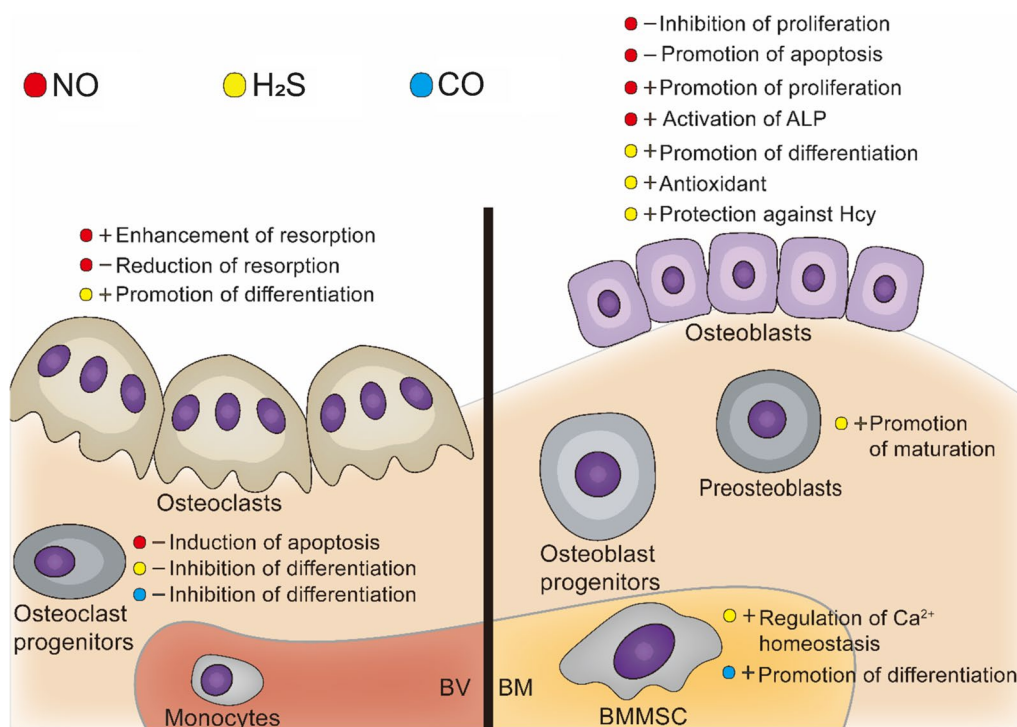 NO
H₂S
CO
− Inhibition of proliferation
− Promotion of apoptosis
+ Promotion of proliferation
+ Activation of ALP
+ Promotion of differentiation
+ Antioxidant
+ Protection against Hcy
+ Enhancement of resorption
− Reduction of resorption
+ Promotion of differentiation
Osteoblasts
Osteoclasts
+ Promotion
of maturation
Preosteoblasts
Osteoblast
progenitors
− Induction of apoptosis
− Inhibition of differentiation
− Inhibition of differentiation
Osteoclast
progenitors
+ Regulation of Ca²⁺
homeostasis
+ Promotion of differentiation
BV
BM
Monocytes
BMMSC